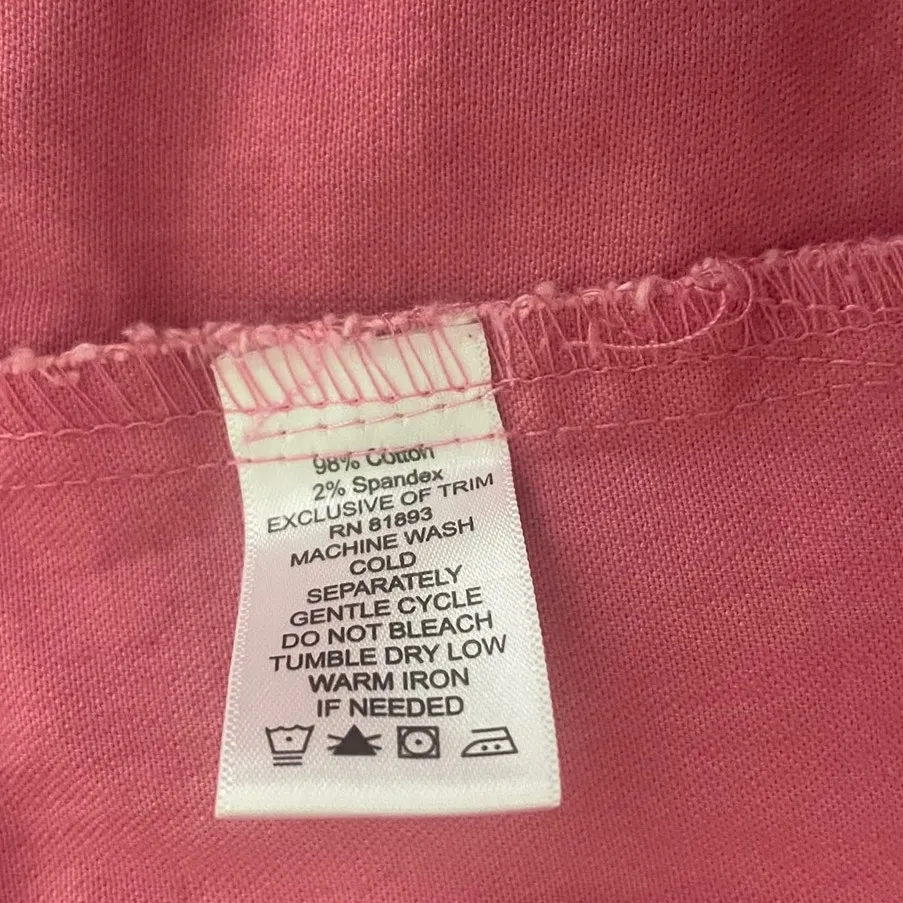 98% Cotton
2% Spandex
EXCLUSIVE OF TRIM
RN 81893
MACHINE WASH
COLD
SEPARATELY
GENTLE CYCLE
DO NOT BLEACH
TUMBLE DRY LOW
WARM IRON
IF NEEDED